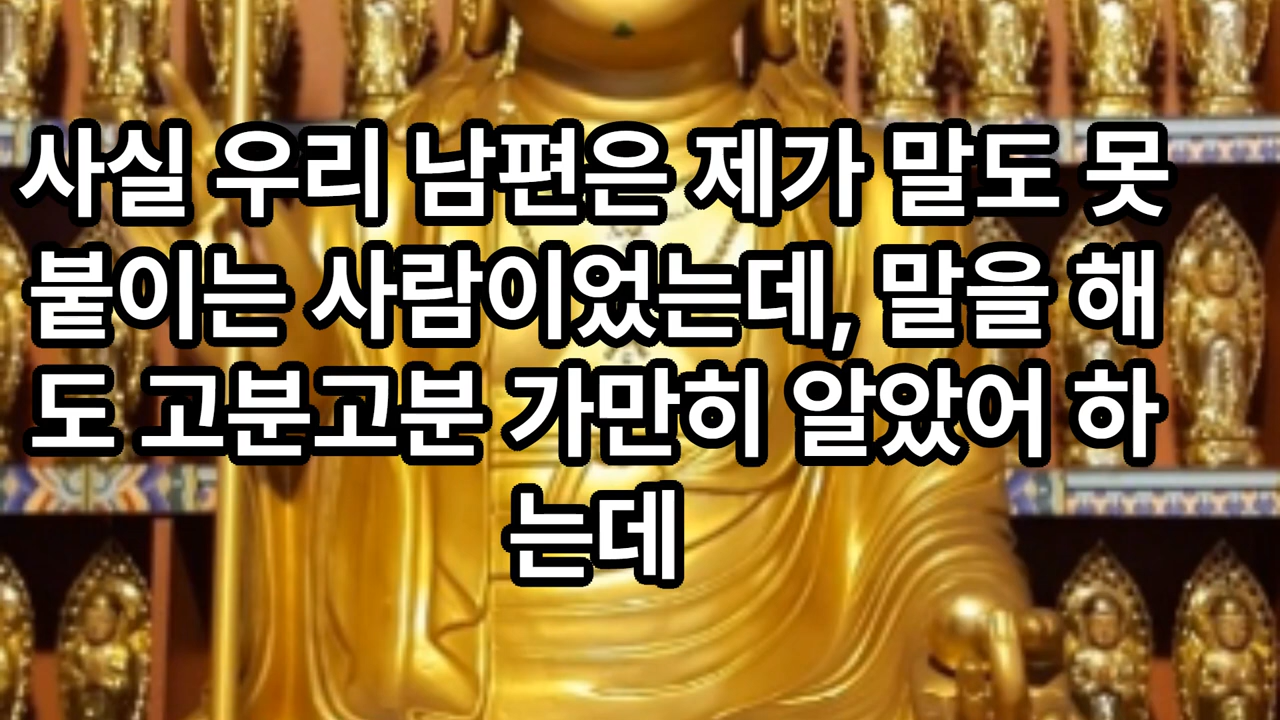 사실 우리 남편은 제가 말도 못
붙이는 사람이었는데, 말을 해
도 고분고분 가만히 알았어 하
는데